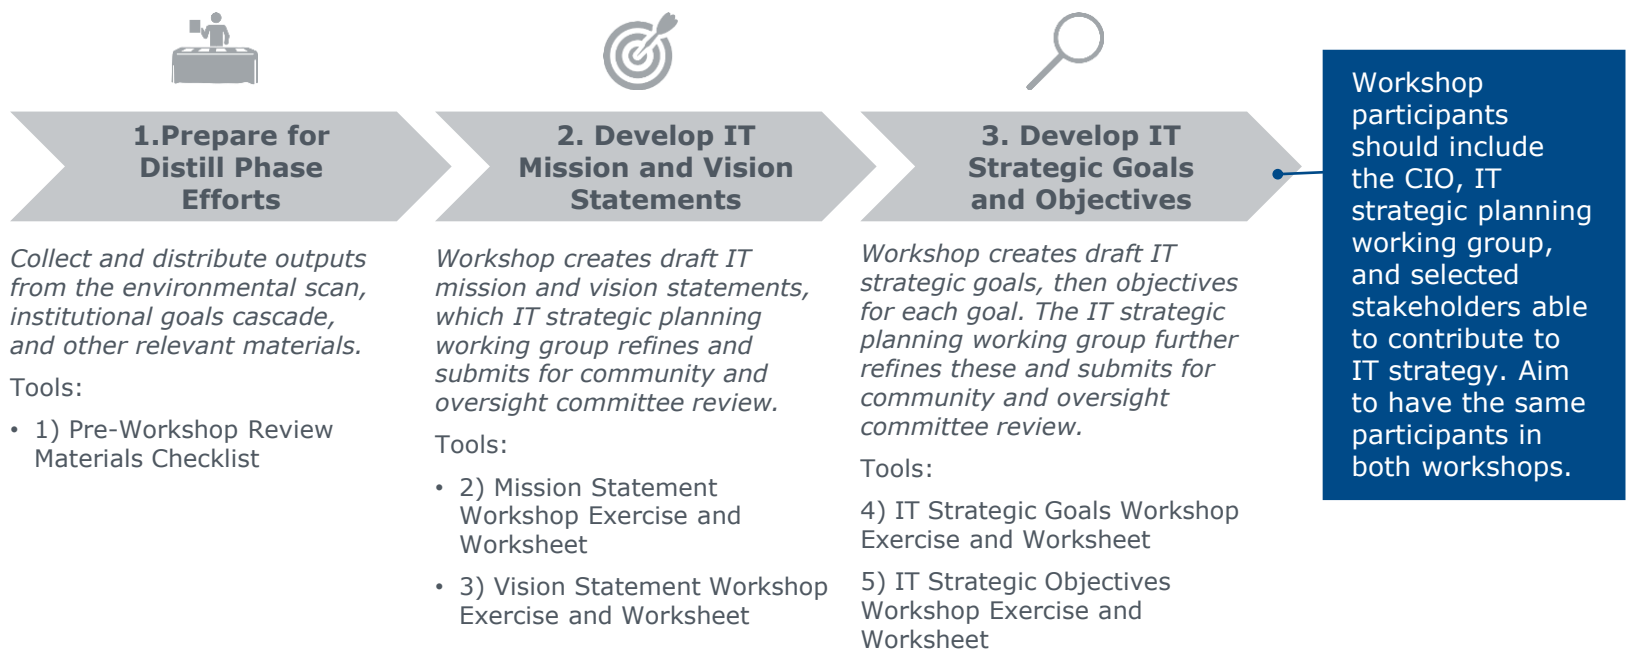 1.Prepare for
Distill Phase
Efforts
Collect and distribute outputs
from the environmental scan,
institutional goals cascade,
and other relevant materials.
Tools:
• 1) Pre-Workshop Review
Materials Checklist
2. Develop IT
Mission and Vision
Statements
Workshop creates draft IT
mission and vision statements,
which IT strategic planning
working group refines and
submits for community and
oversight committee review.
Tools:
• 2) Mission Statement
Workshop Exercise and
Worksheet
• 3) Vision Statement Workshop
Exercise and Worksheet
3. Develop IT
Strategic Goals
and Objectives
Workshop creates draft IT
strategic goals, then objectives
for each goal. The IT strategic
planning working group further
refines these and submits for
community and oversight
committee review.
Tools:
4) IT Strategic Goals Workshop
Exercise and Worksheet
5) IT Strategic Objectives
Workshop Exercise and
Worksheet
Workshop
participants
should include
the CIO, IT
strategic planning
working group,
and selected
stakeholders able
to contribute to
IT strategy. Aim
to have the same
participants in
both workshops.